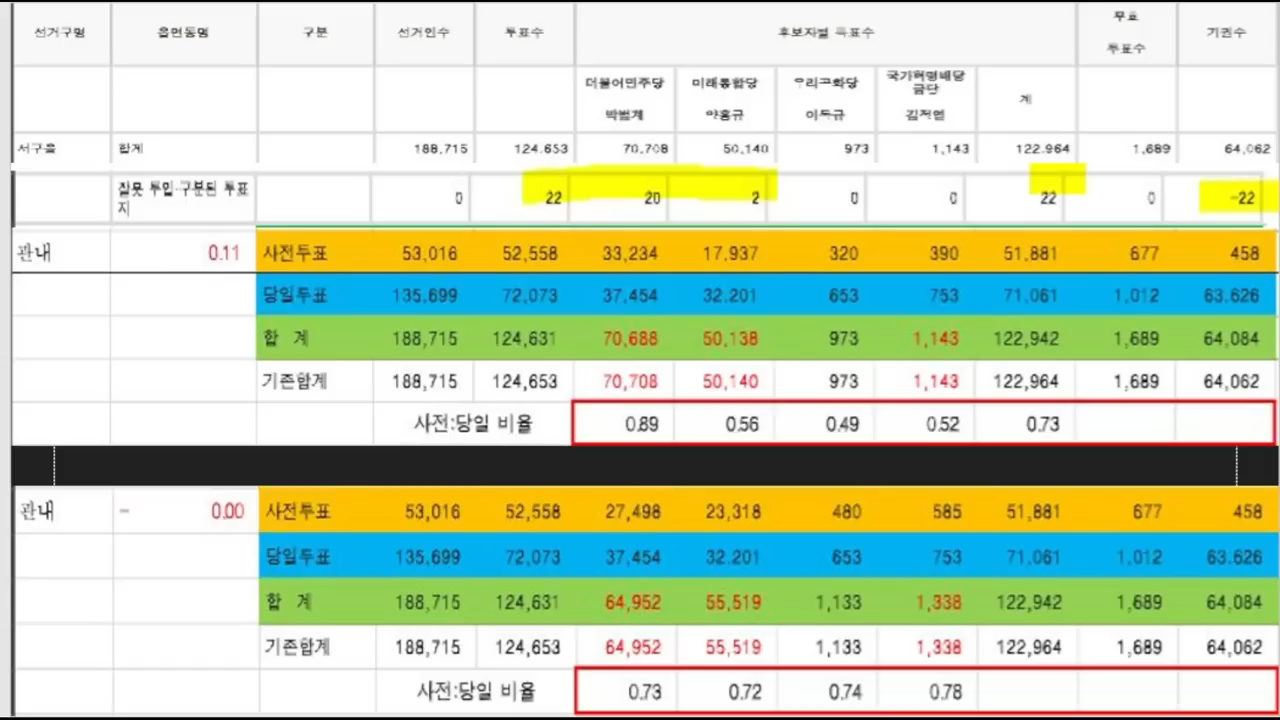 선거구명 읍면동명 구분 선거인수 투표수 후보자별 득표수 무효 투표수 기권수
더불어민주당 박범계 미래통합당 양홍규 우리공화당 이동규 국가혁명배당금당 김근열 계
서구을 합계 188,715 124,653 70,708 50,140 973 1,143 122,964 1,689 64,062
잘못 투입·구분된 투표지 0 22 20 2 0 0 22 0 -22
관내 0.11 사전투표 53,016 52,558 33,234 17,937 320 390 51,881 677 458
당일투표 135,699 72,073 37,454 32,201 653 753 71,061 1,012 63,626
합 계 188,715 124,631 70,688 50,138 973 1,143 122,942 1,689 64,084
기존합계 188,715 124,653 70,708 50,140 973 1,143 122,964 1,689 64,062
사전:당일 비율 0.89 0.56 0.49 0.52 0.73
관내 - 0.00 사전투표 53,016 52,558 27,498 23,318 480 585 51,881 677 458
당일투표 135,699 72,073 37,454 32,201 653 753 71,061 1,012 63,626
합 계 188,715 124,631 64,952 55,519 1,133 1,338 122,942 1,689 64,084
기존합계 188,715 124,653 64,952 55,519 1,133 1,338 122,964 1,689 64,062
사전:당일 비율 0.73 0.72 0.74 0.78